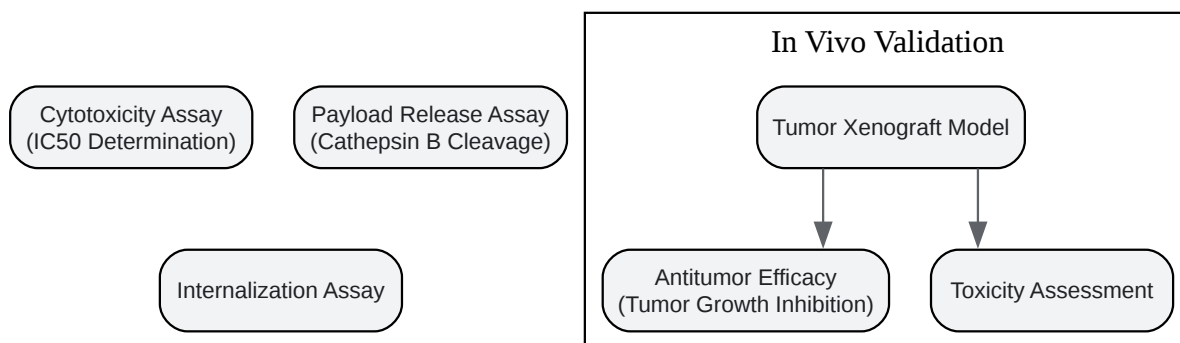 In Vivo Validation
Cytotoxicity Assay
(IC50 Determination)
Payload Release Assay
(Cathepsin B Cleavage)
Tumor Xenograft Model
Internalization Assay
Antitumor Efficacy
(Tumor Growth Inhibition)
Toxicity Assessment